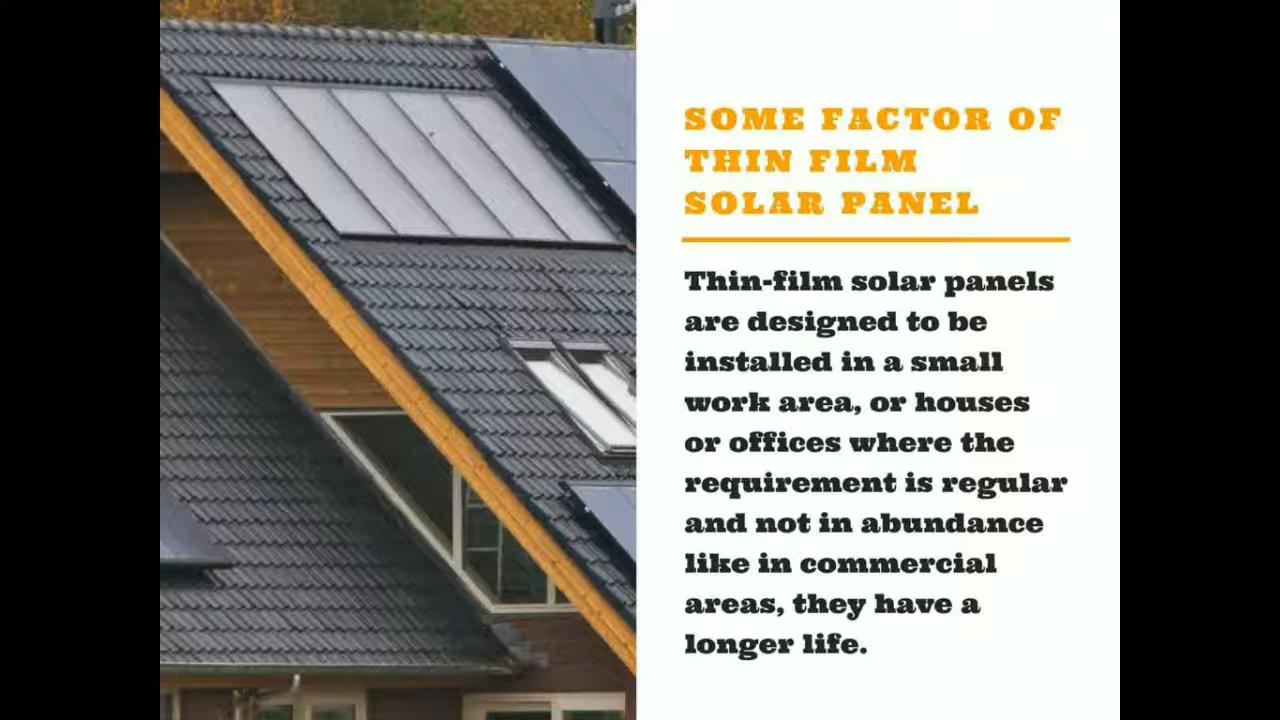 SOME FACTOR OF
THIN FILM
SOLAR PANEL
Thin-film solar panels
are designed to be
installed in a small
work area, or houses
or offices where the
requirement is regular
and not in abundance
like in commercial
areas, they have a
longer life.